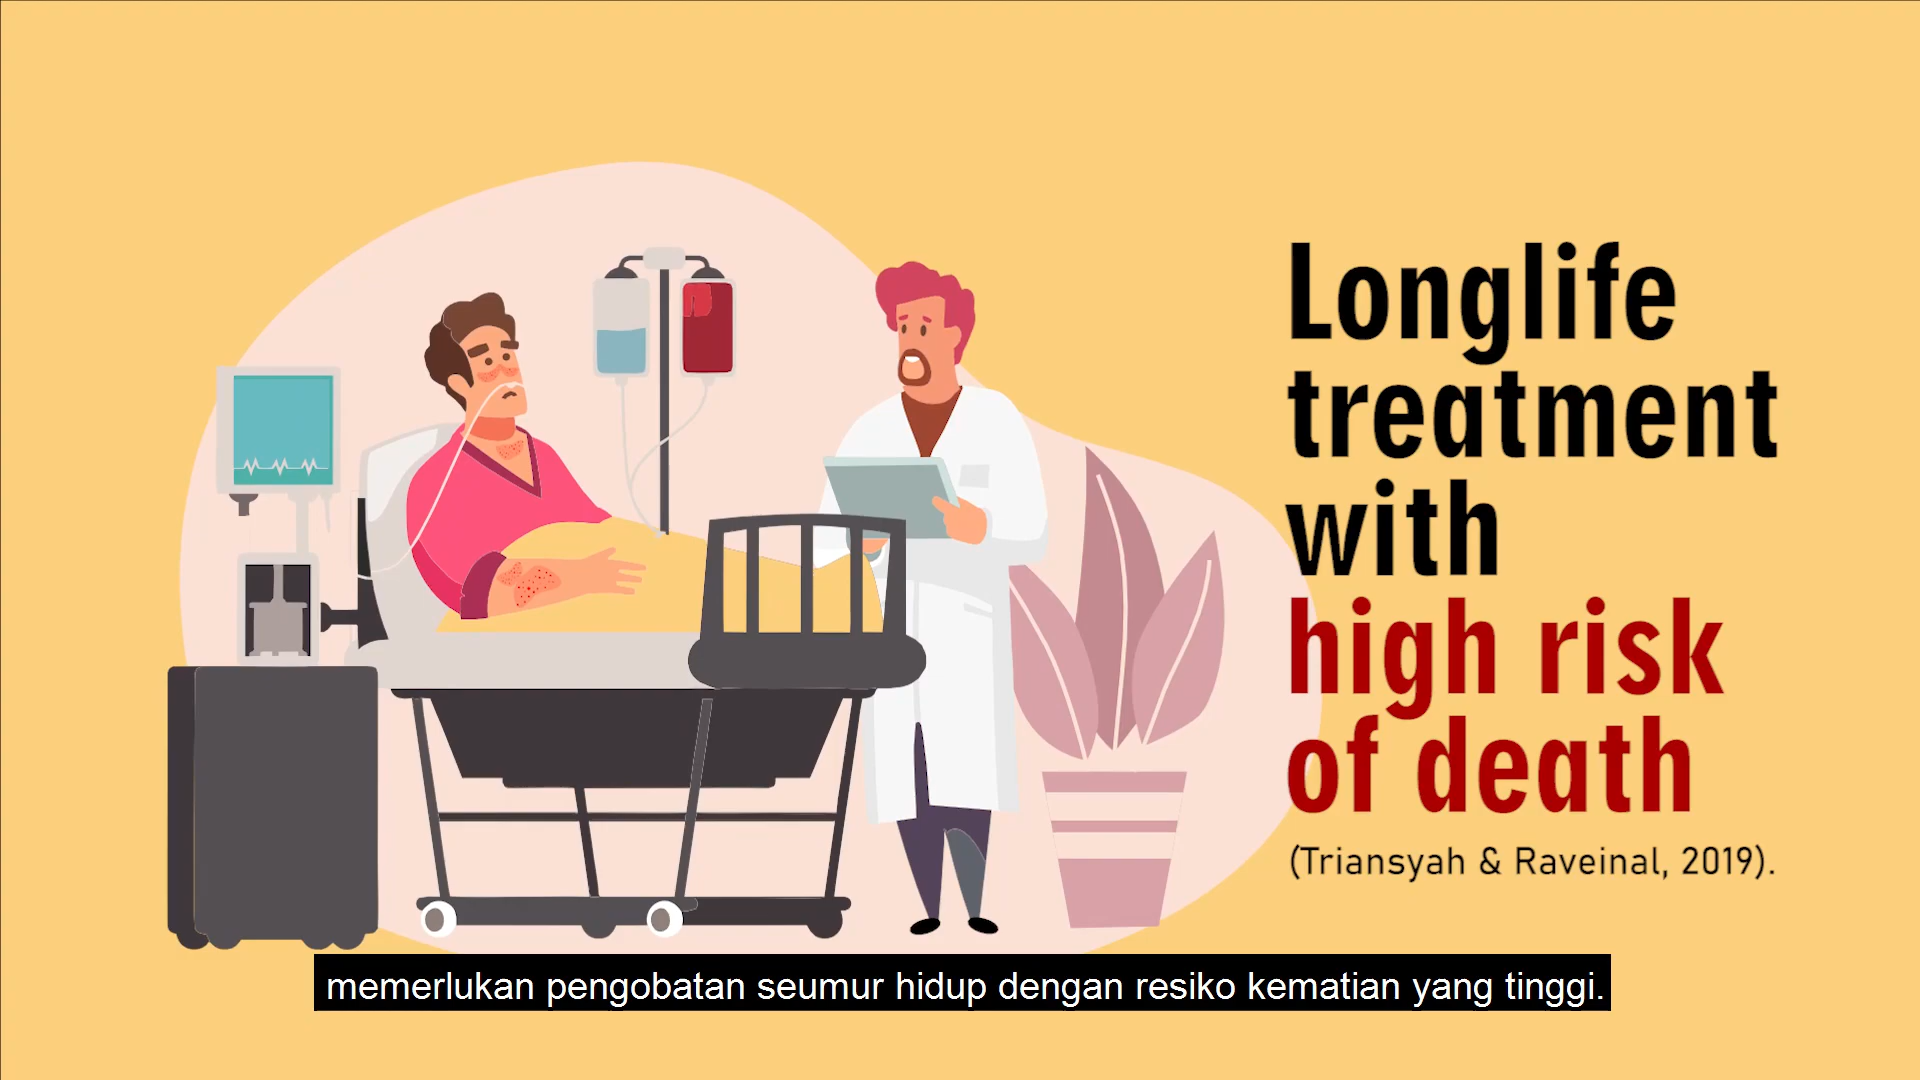 Longlife
treatment
with
high risk
of death
(Triansyah & Raveinal, 2019).
memerlukan pengobatan seumur hidup dengan resiko kematian yang tinggi.